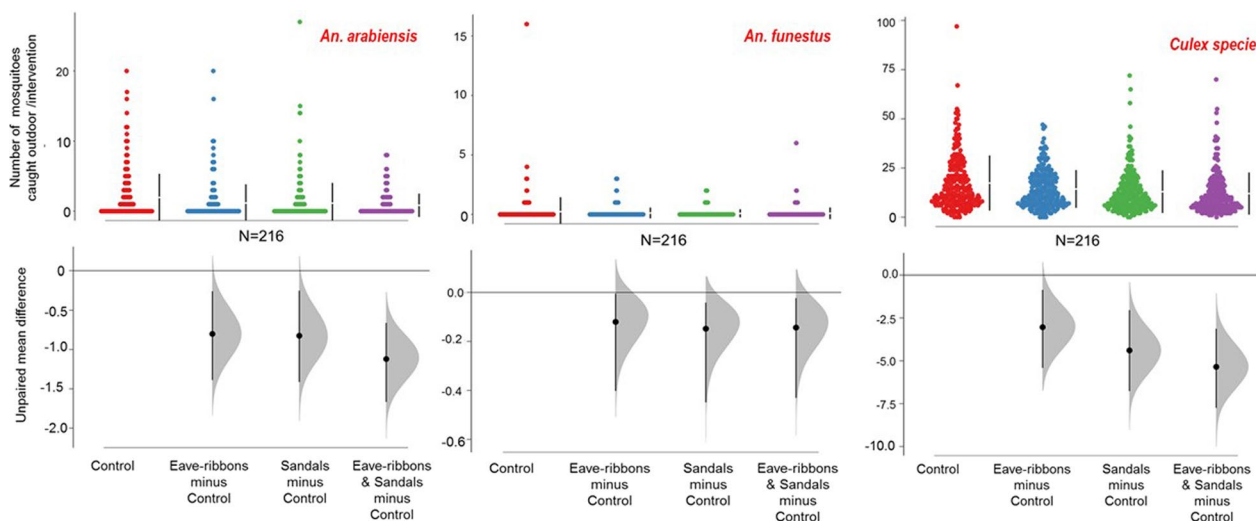 Number of mosquitoes
caught outdoor /intervention
20
10
0
An. arabiensis
15
10
5
0
An. funestus
100
75
50
25
0
Culex specie
N=216
N=216
N=216
Unpaired mean difference
0
-0.5
-1.0
-1.5
-2.0
0.0
-0.2
-0.4
-0.6
0.0
-2.5
-5.0
-7.5
-10.0
Control
Eave-ribbons
minus
Control
Sandals
minus
Control
Eave-ribbons
& Sandals
minus
Control
Control
Eave-ribbons
minus
Control
Sandals
minus
Control
Eave-ribbons
& Sandals
minus
Control
Control
Eave-ribbons
minus
Control
Sandals
minus
Control
Eave-ribbons
& Sandals
minus
Control